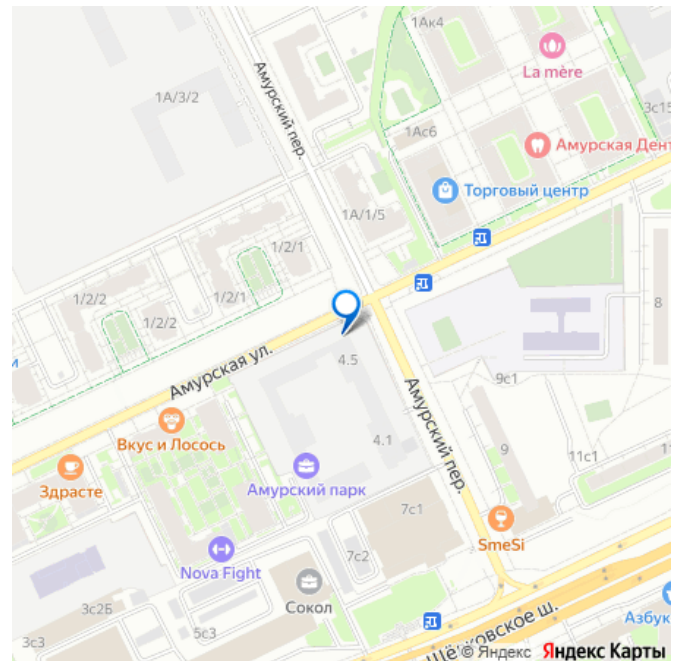 1Ак4
La mère
1А/3/2
Амурский пер.
3с15
1Ас6
Амурская Дент
Торговый центр
1А/1/5
1/2/1
1/2/2
1/2/1
1/2/2
8
и
4.5
Амурская ул.
9с1
Амурский пер.
Вкус и Лосось
4.1
9
11с1
1
Здрасте
Амурский парк
7с1
SmeSi
7с2
Nova Fight
Сокол
3с2Б
5с3
3с3
Щёлковское ш.
Азбук
© Яндекс Яндекс Карты